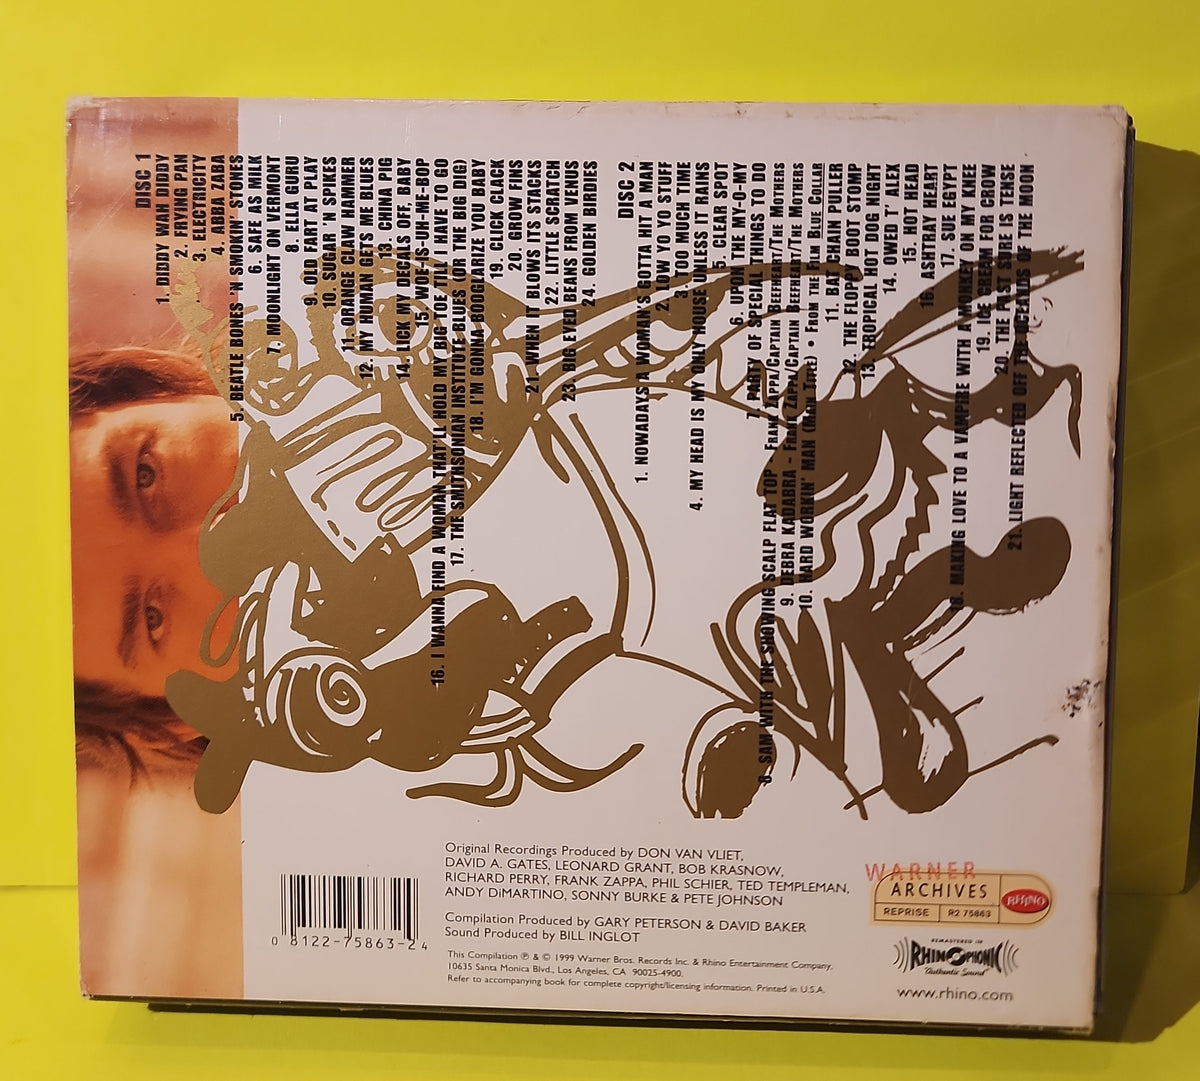 DISC 1
1. DIDDY WAH DIDDY
2. FRYING PAN
3. ELECTRICITY
4. ABBA ZABA
5. BEATLE BONES 'N SMOKIN' STONES
6. SAFE AS MILK
7. MOONLIGHT ON VERMONT
8. ELLA GURU
9. OLD FART AT PLAY
10. SUGAR 'N SPIKES
11. ORANGE CLAW HAMMER
12. MY HUMAN GETS ME BLUES
13. CHINA PIG
14. LICK MY DECALS OFF, BABY
15. WOE-IS-UH-ME-BOP
16. I WANNA FIND A WOMAN THAT'LL HOLD MY BIG TOE TILL I HAVE TO GO
17. THE SMITHSONIAN INSTITUTE BLUES (OR THE BIG DIG)
18. I'M GONNA BOOGLARIZE YOU BABY
19. CLICK CLACK
20. GROW FINS
21. WHEN IT BLOWS ITS STACKS
22. LITTLE SCRATCH
23. BIG EYED BEANS FROM VENUS
24. GOLDEN BIRDIES
DISC 2
1. NOWADAYS A WOMAN'S GOTTA HIT A MAN
2. LOW YO YO STUFF
3. TOO MUCH TIME
4. MY HEAD IS MY ONLY HOUSE UNLESS IT RAINS
5. CLEAR SPOT
6. UPON THE MY-O-MY
7. PARTY OF SPECIAL THINGS TO DO
8. SAM WITH THE SHOWING SCALP FLAT TOP - FRANK ZAPPA/CAPTAIN BEEFHEART/THE MOTHERS
9. DEBRA KADABRA - FRANK ZAPPA/CAPTAIN BEEFHEART/THE MOTHERS
10. HARD WORKIN' MAN (MAIN TITLE) • FROM THE FILM BLUE COLLAR
11. BAT CHAIN PULLER
12. THE FLOPPY BOOT STOMP
13. TROPICAL HOT DOG NIGHT
14. OWED T' ALEX
15. HOT HEAD
16. ASHTRAY HEART
17. SUE EGYPT
18. MAKING LOVE TO A VAMPIRE WITH A MONKEY ON MY KNEE
19. ICE CREAM FOR CROW
20. THE PAST SURE IS TENSE
21. LIGHT REFLECTED OFF THE OCEANDS OF THE MOON
Original Recordings Produced by DON VAN VLIET,
DAVID A. GATES, LEONARD GRANT, BOB KRASNOW,
RICHARD PERRY, FRANK ZAPPA, PHIL SCHIER, TED TEMPLEMAN,
ANDY DiMARTINO, SONNY BURKE & PETE JOHNSON
Compilation Produced by GARY PETERSON & DAVID BAKER
Sound Produced by BILL INGLOT
This Compilation ℗ & © 1999 Warner Bros. Records Inc. & Rhino Entertainment Company,
10635 Santa Monica Blvd., Los Angeles, CA 90025-4900.
Refer to accompanying book for complete copyright/licensing information. Printed in U.S.A.
0 8122-75863-2 4
WARNER
ARCHIVES
REPRISE R2 75863
RHINO
REMASTERED IN
RHINOPHONIC
"Authentic Sound"
www.rhino.com